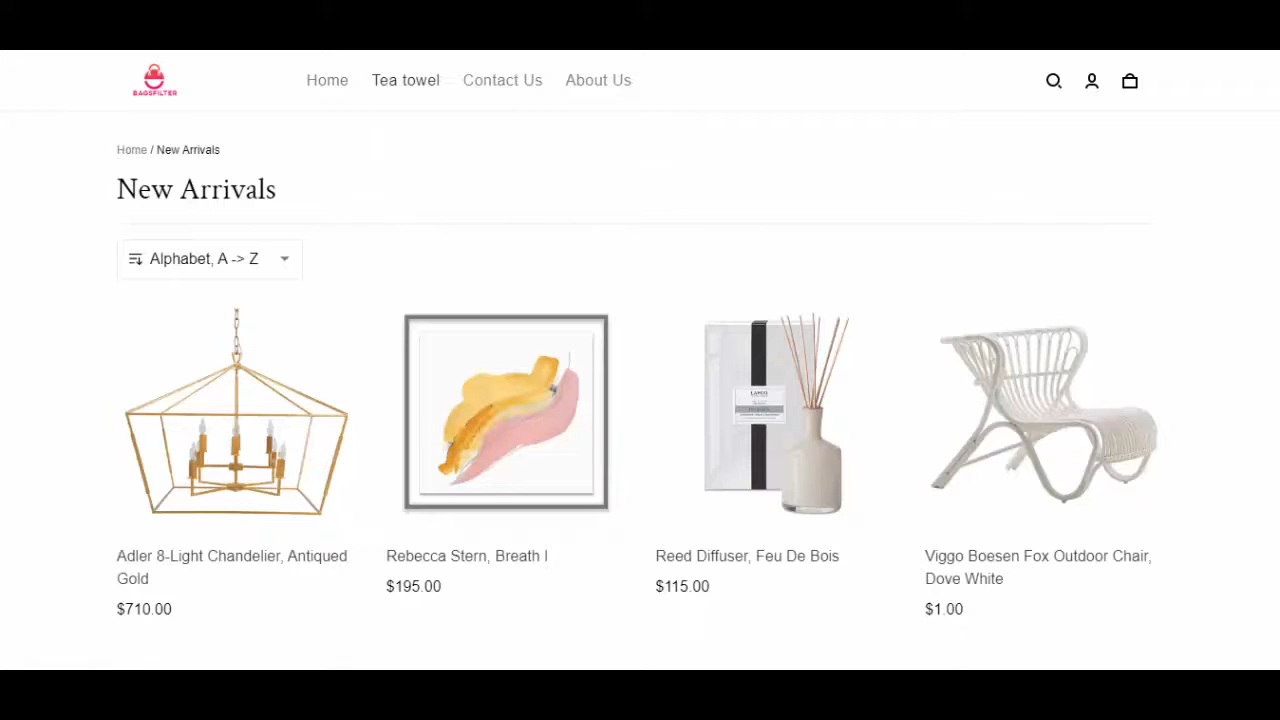 BAGSFILTER
Home
Tea towel
Contact Us
About Us
Home / New Arrivals
New Arrivals
Alphabet, A -> Z
Adler 8-Light Chandelier, Antiqued
Gold
$710.00
Rebecca Stern, Breath I
$195.00
Reed Diffuser, Feu De Bois
$115.00
Viggo Boesen Fox Outdoor Chair,
Dove White
$1.00